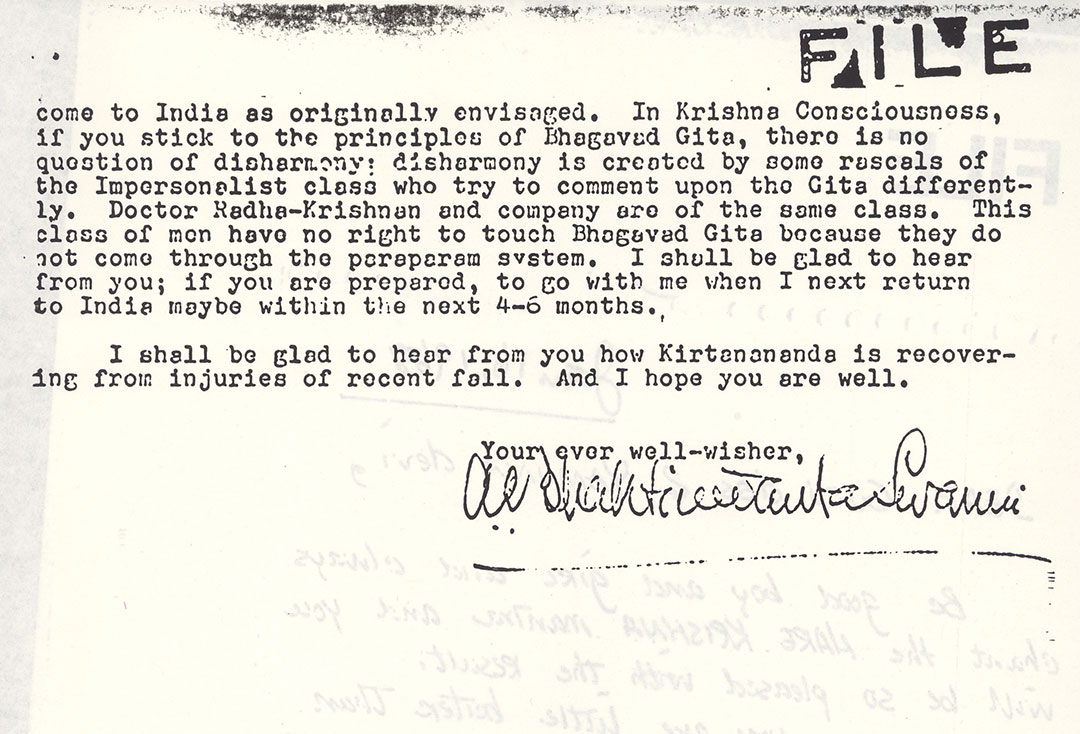 FILE
come to India as originally envisaged. In Krishna Consciousness,
if you stick to the principles of Bhagavad Gita, there is no
question of disharmony: disharmony is created by some rascals of
the Impersonalist class who try to comment upon the Gita different-
ly. Doctor Radha-Krishnan and company are of the same class. This
class of men have no right to touch Bhagavad Gita because they do
not come through the paraparam system. I shall be glad to hear
from you; if you are prepared, to go with me when I next return
to India maybe within the next 4-6 months.,
I shall be glad to hear from you how Kirtanananda is recover-
ing from injuries of recent fall. And I hope you are well.
Your ever well-wisher,
AC Bhaktivedanta Swami